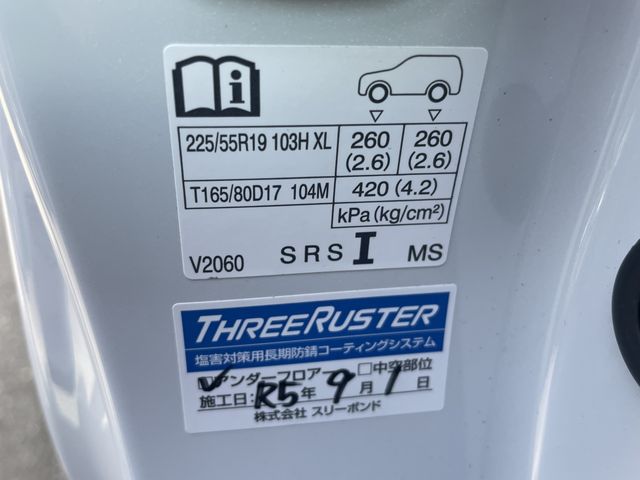 225/55R19 103H XL 260 (2.6) 260 (2.6)
T165/80D17 104M 420 (4.2)
kPa(kg/cm²)
V2060 SRS I MS
THREERUSTER
塩害対策用長期防錆コーティングシステム
☑アンダーフロアー □中空部位
施工日:R5年9月1日
株式会社 スリーボンド